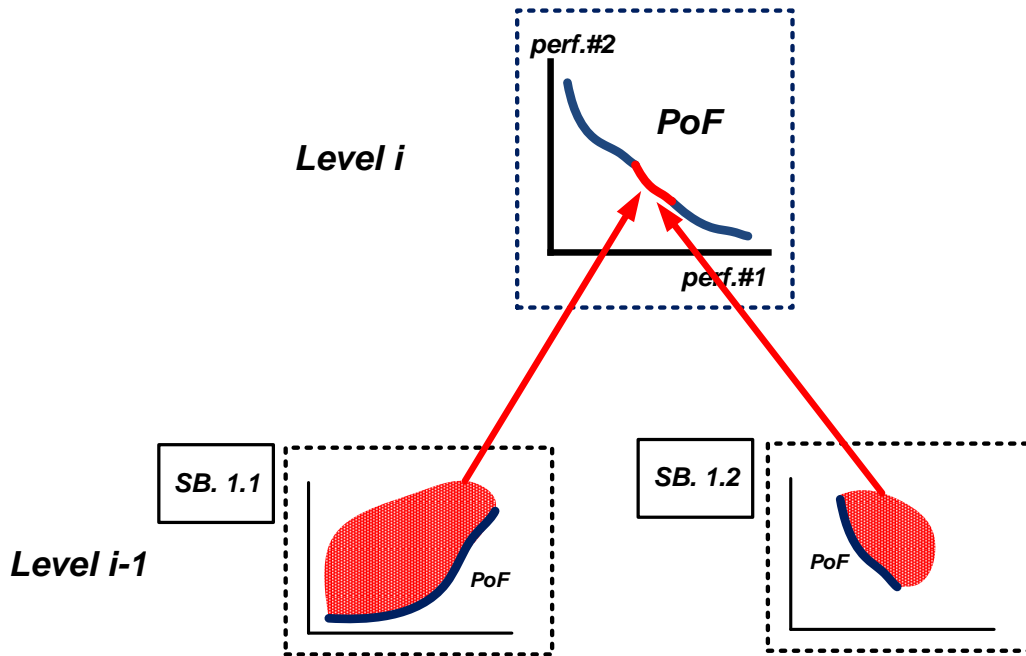 perf.#2
PoF
Level i
perf.#1
SB. 1.1
SB. 1.2
Level i-1
PoF
PoF